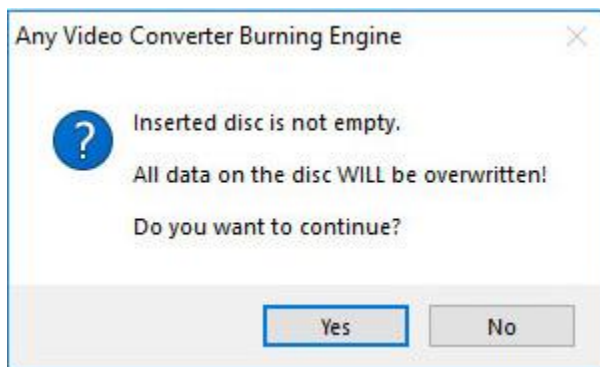 Any Video Converter Burning Engine
Inserted disc is not empty.
All data on the disc WILL be overwritten!
Do you want to continue?
Yes No